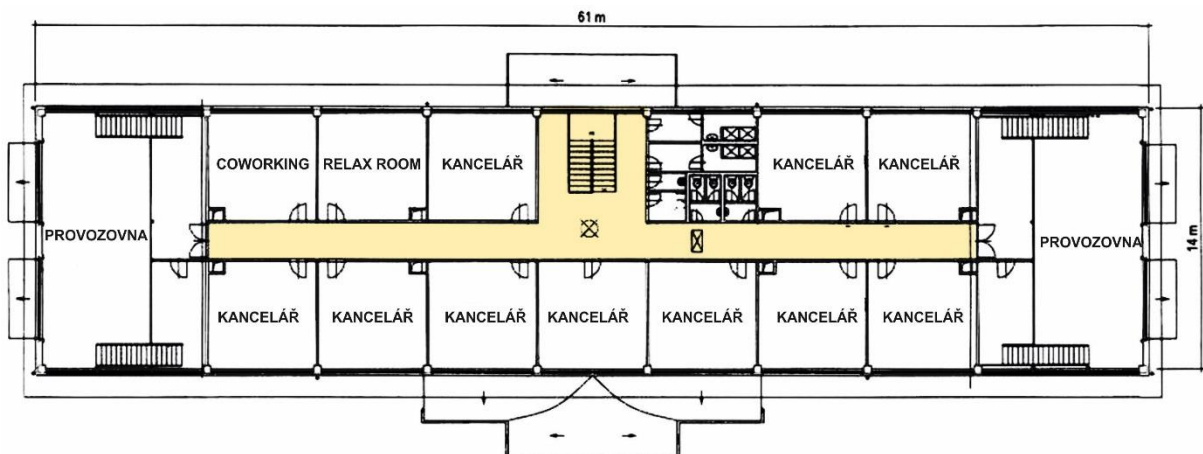 61 m
COWORKING
RELAX ROOM
KANCELÁŘ
KANCELÁŘ
KANCELÁŘ
PROVOZOVNA
PROVOZOVNA
14 m
KANCELÁŘ
KANCELÁŘ
KANCELÁŘ
KANCELÁŘ
KANCELÁŘ
KANCELÁŘ
KANCELÁŘ